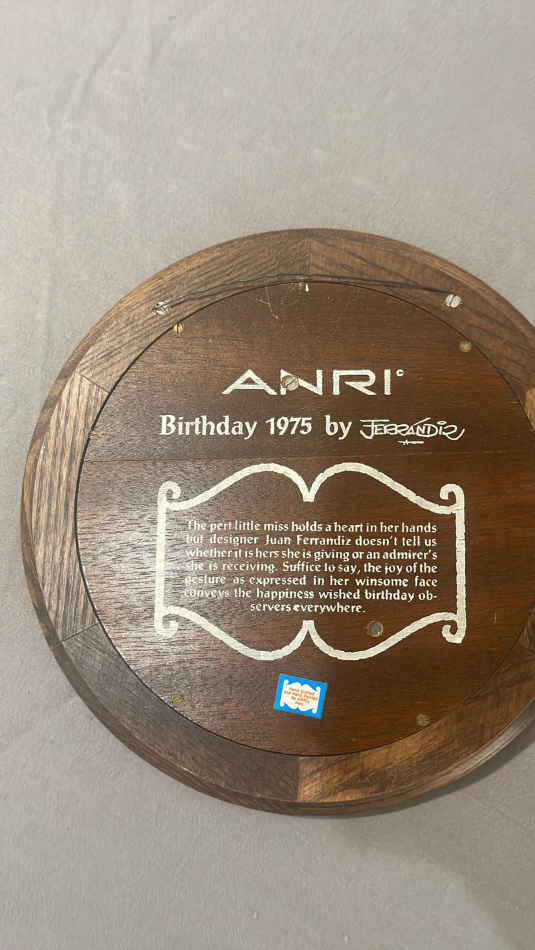 ANRI®
Birthday 1975 by FERRÁNDIZ
The pert little miss holds a heart in her hands
but designer Juan Ferrandiz doesn't tell us
whether it is hers she is giving or an admirer's
she is receiving. Suffice to say, the joy of the
gesture as expressed in her winsome face
conveys the happiness wished birthday ob-
servers everywhere.